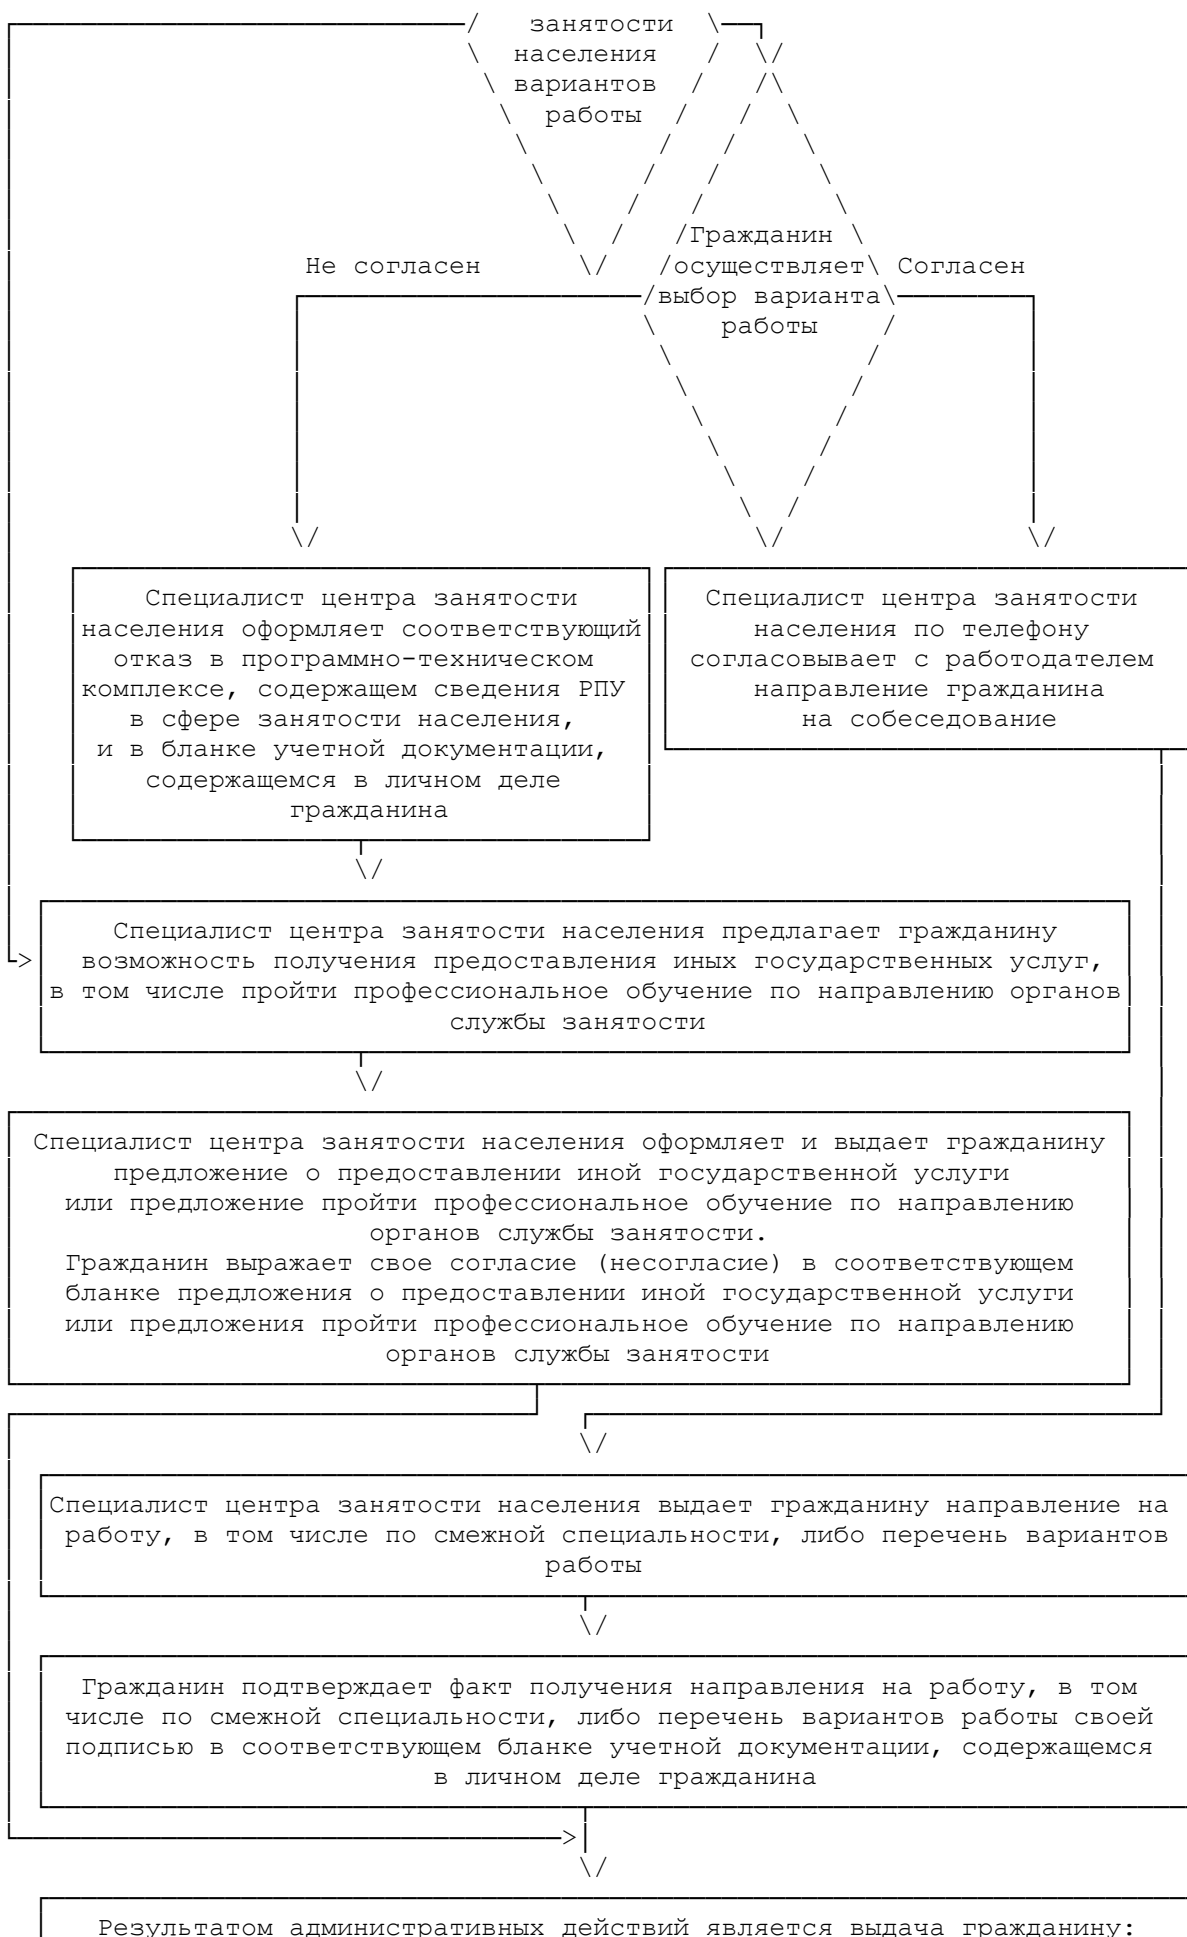 занятости
населения
вариантов
работы
Гражданин
Не согласен
осуществляет
Согласен
выбор варианта
работы
Специалист центра занятости
населения оформляет соответствующий
отказ в программно-техническом
комплексе, содержащем сведения РПУ
в сфере занятости населения,
и в бланке учетной документации,
содержащемся в личном деле
гражданина
Специалист центра занятости
населения по телефону
согласовывает с работодателем
направление гражданина
на собеседование
Специалист центра занятости населения предлагает гражданину
возможность получения предоставления иных государственных услуг,
в том числе пройти профессиональное обучение по направлению органов
службы занятости
Специалист центра занятости населения оформляет и выдает гражданину
предложение о предоставлении иной государственной услуги
или предложение пройти профессиональное обучение по направлению
органов службы занятости.
Гражданин выражает свое согласие (несогласие) в соответствующем
бланке предложения о предоставлении иной государственной услуги
или предложения пройти профессиональное обучение по направлению
органов службы занятости
Специалист центра занятости населения выдает гражданину направление на
работу, в том числе по смежной специальности, либо перечень вариантов
работы
Гражданин подтверждает факт получения направления на работу, в том
числе по смежной специальности, либо перечень вариантов работы своей
подписью в соответствующем бланке учетной документации, содержащемся
в личном деле гражданина
Результатом административных действий является выдача гражданину: